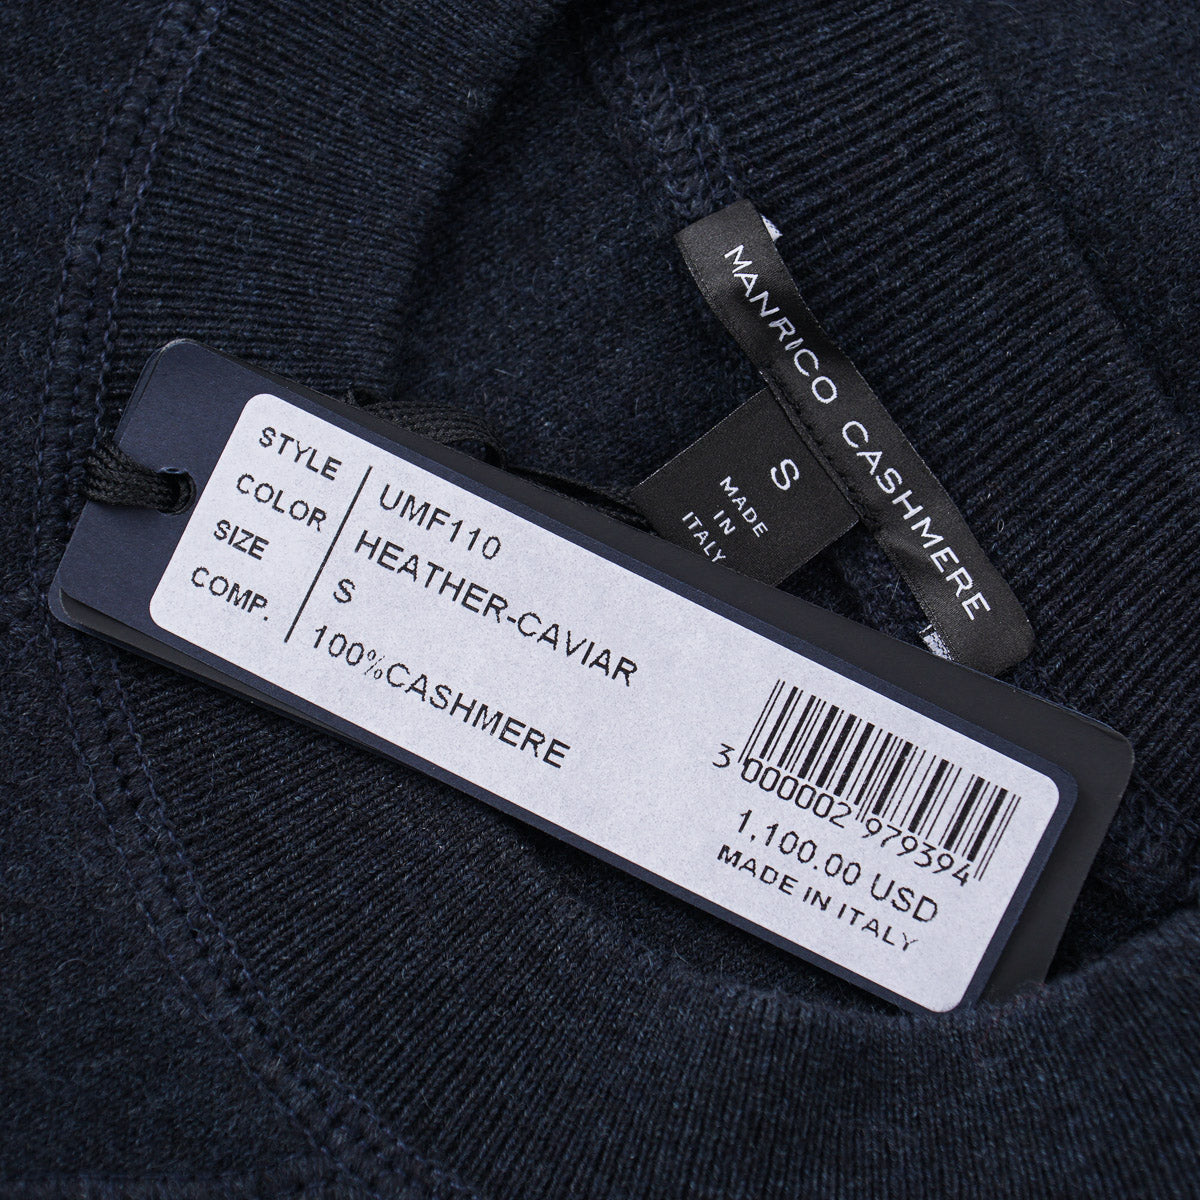 MANRICO CASHMERE
S
MADE
IN
ITALY
STYLE UMF110
COLOR HEATHER-CAVIAR
SIZE S
COMP. 100%CASHMERE
3 000002 979394
1,100.00 USD
MADE IN ITALY